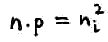 n.p = n_i^2